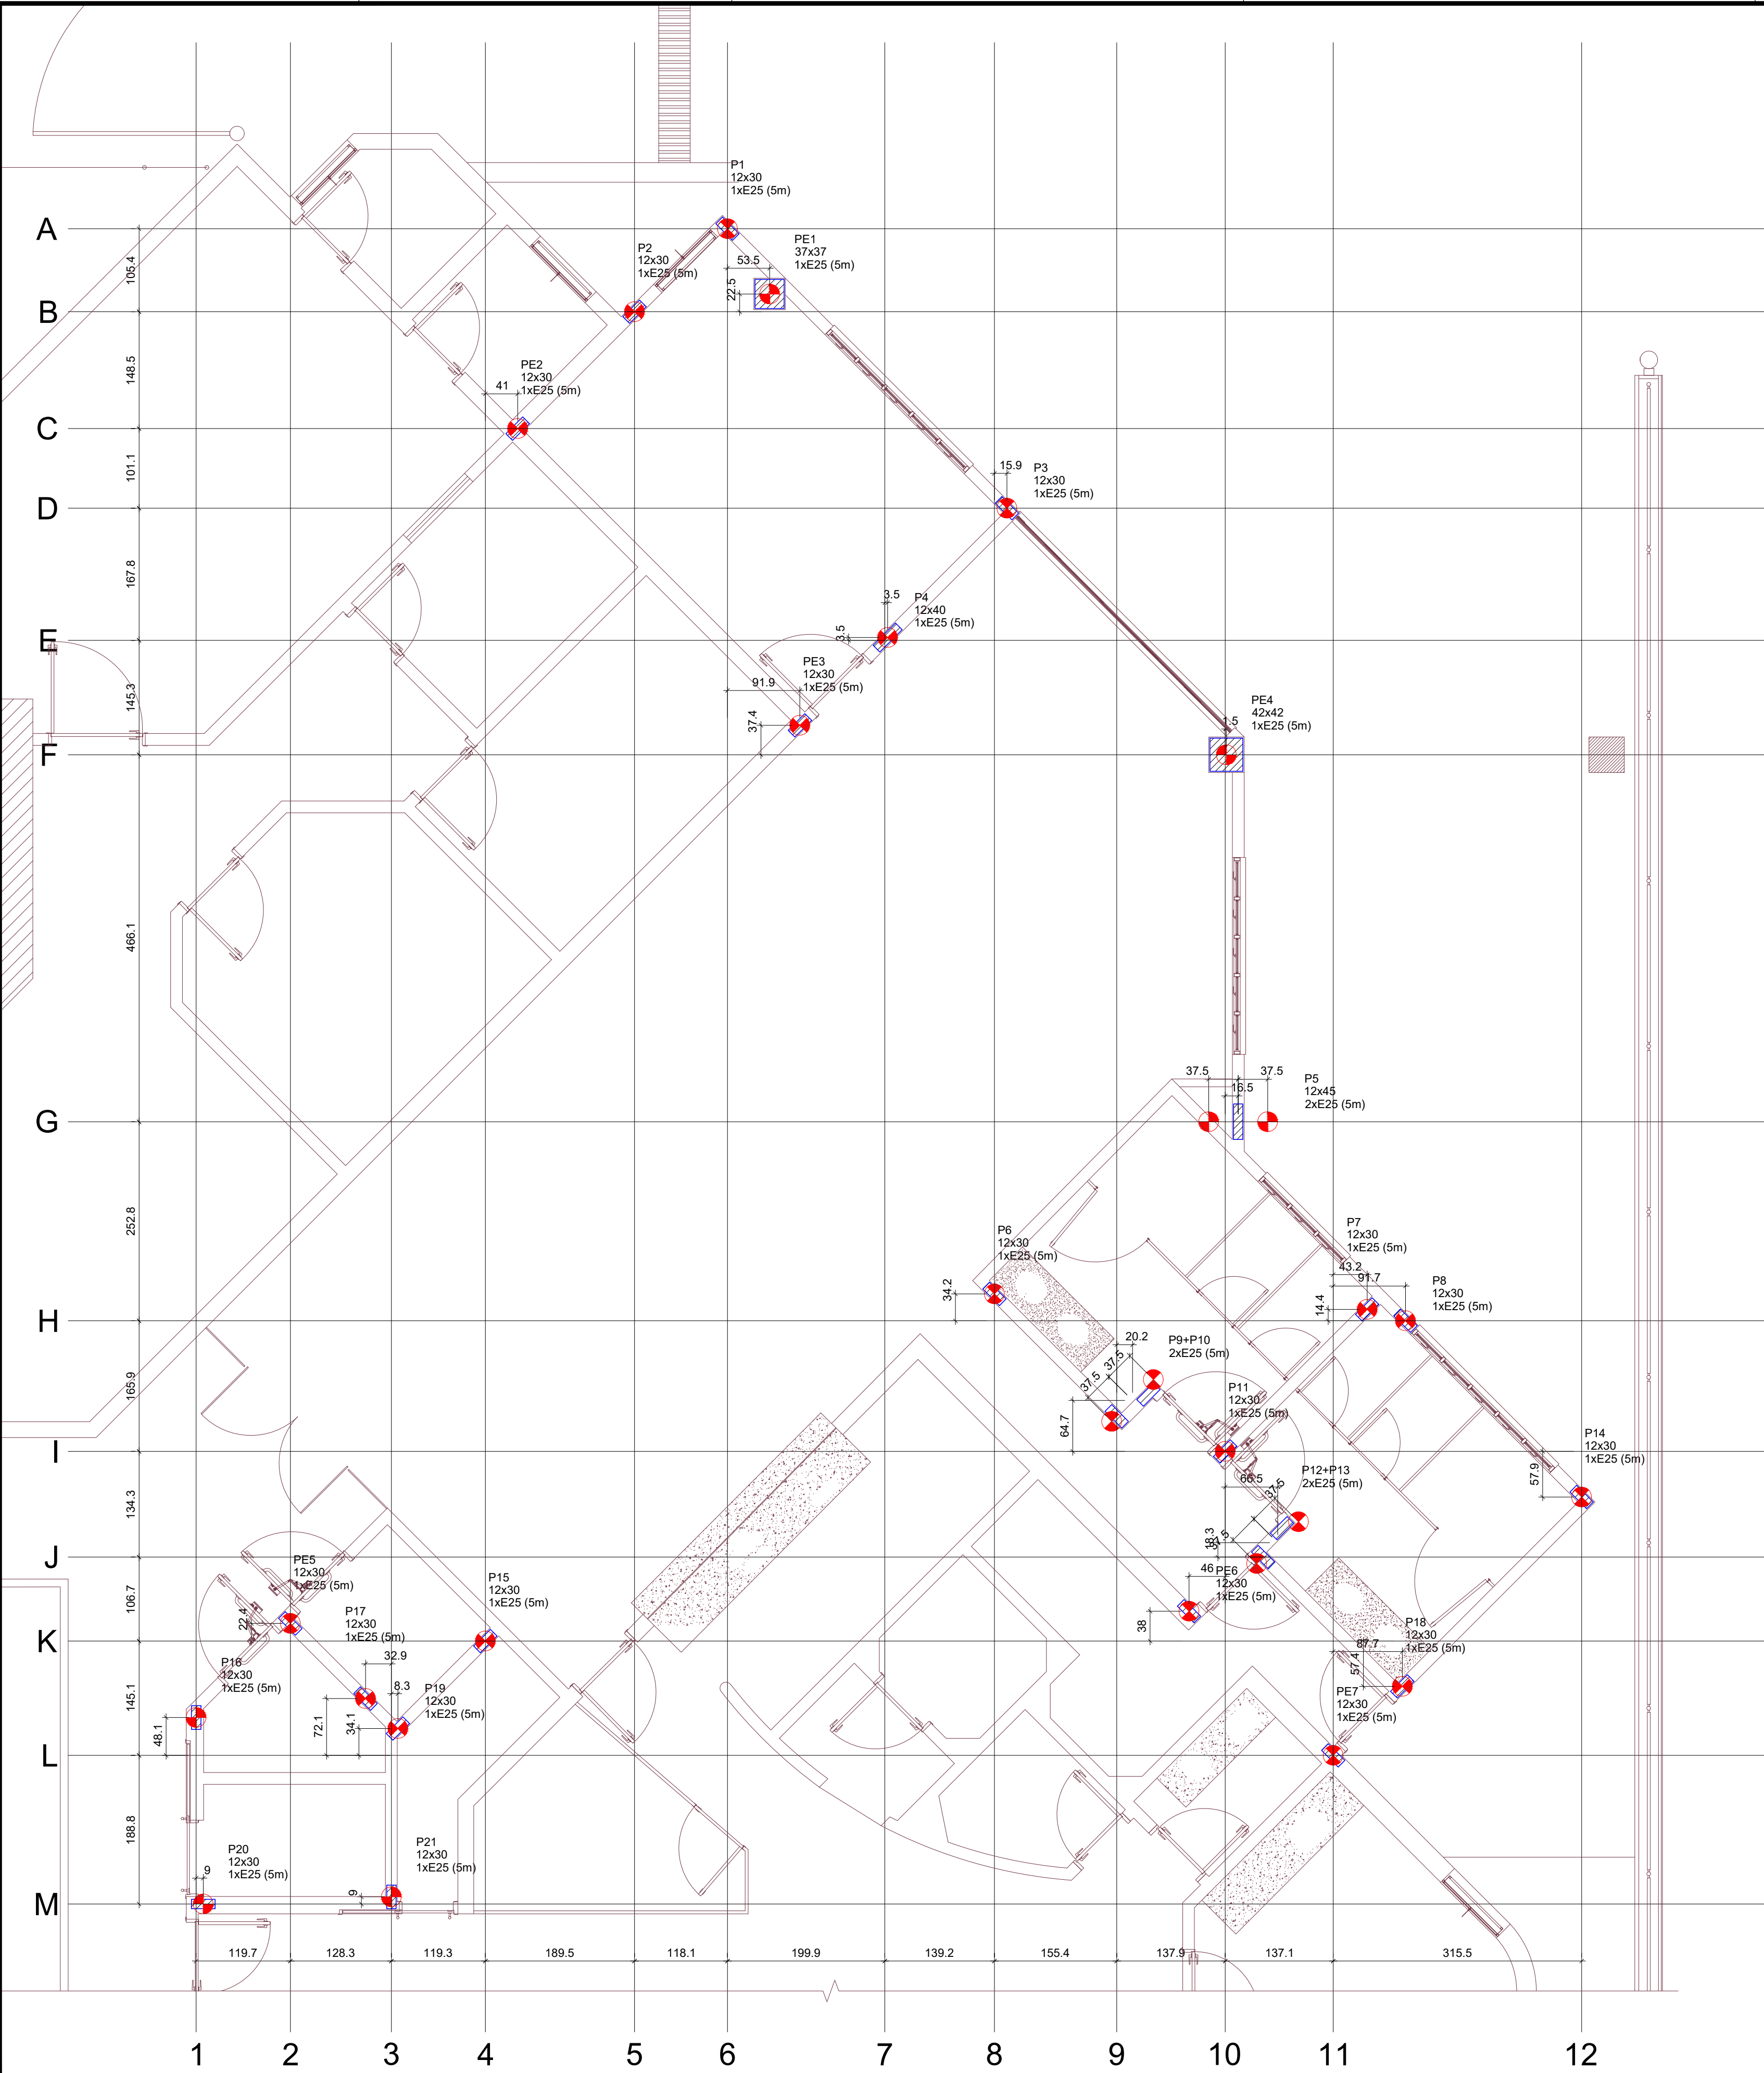 P1
12x30
1xE25 (5m)
A
PE1
37x37
1xE25 (5m)
P2
12x30
1xE25 (5m)
53.5
105.4
22.5
B
148.5
PE2
12x30
1xE25 (5m)
41
C
101.1
15.9
P3
12x30
1xE25 (5m)
D
167.8
3.5
P4
12x40
1xE25 (5m)
3.5
E
PE3
12x30
1xE25 (5m)
91.9
145.3
37.4
PE4
42x42
1xE25 (5m)
1.5
F
466.1
37.5
37.5
16.5
P5
12x45
2xE25 (5m)
G
252.8
P6
12x30
1xE25 (5m)
34.2
P7
12x30
1xE25 (5m)
43.2
91.7
14.4
P8
12x30
1xE25 (5m)
H
165.9
20.2
P9+P10
2xE25 (5m)
37.5
37.5
64.7
P11
12x30
1xE25 (5m)
I
P14
12x30
1xE25 (5m)
57.9
134.3
66.5
P12+P13
2xE25 (5m)
37.5
37.5
18.3
J
PE5
12x30
1xE25 (5m)
P15
12x30
1xE25 (5m)
46
PE6
12x30
1xE25 (5m)
106.7
22.4
38
P17
12x30
1xE25 (5m)
K
P18
12x30
1xE25 (5m)
87.7
57.4
32.9
P16
12x30
1xE25 (5m)
8.3
P19
12x30
1xE25 (5m)
PE7
12x30
1xE25 (5m)
145.1
48.1
72.1
34.1
L
188.8
P20
12x30
1xE25 (5m)
9
P21
12x30
1xE25 (5m)
9
M
119.7 128.3 119.3 189.5 118.1 199.9 139.2 155.4 137.9 137.1 315.5
1 2 3 4 5 6 7 8 9 10 11 12